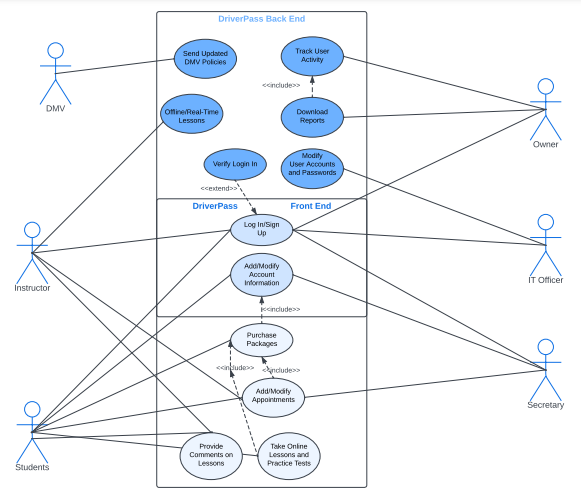 DriverPass Back End
Send Updated
DMV Policies
Track User
Activity
<<include>>
DMV
Offline/Real-Time
Lessons
Download
Reports
Owner
Verify Login In
Modify
User Accounts
and Passwords
<<extend>>
DriverPass
Front End
Log In/Sign
Up
Instructor
Add/Modify
Account
Information
IT Officer
<<include>>
Purchase
Packages
<<include>>
<<include>>
Add/Modify
Appointments
Secretary
Students
Provide
Comments on
Lessons
Take Online
Lessons and
Practice Tests